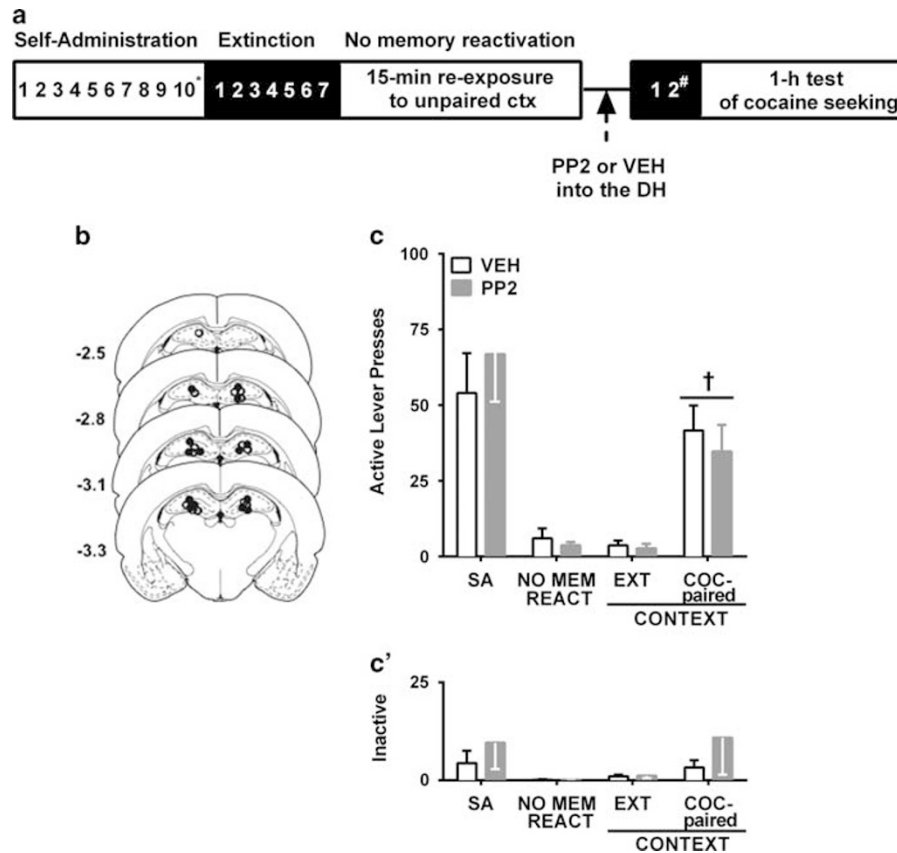 a
Self-Administration Extinction No memory reactivation
1 2 3 4 5 6 7 8 9 10* 1 2 3 4 5 6 7 15-min re-exposure to unpaired ctx 1 2# 1-h test of cocaine seeking
PP2 or VEH
into the DH
b
-2.5
-2.8
-3.1
-3.3
c
VEH
PP2
Active Lever Presses
100
75
50
25
0
†
SA NO MEM REACT EXT COC-paired
CONTEXT
c'
Inactive
25
0
SA NO MEM REACT EXT COC-paired
CONTEXT